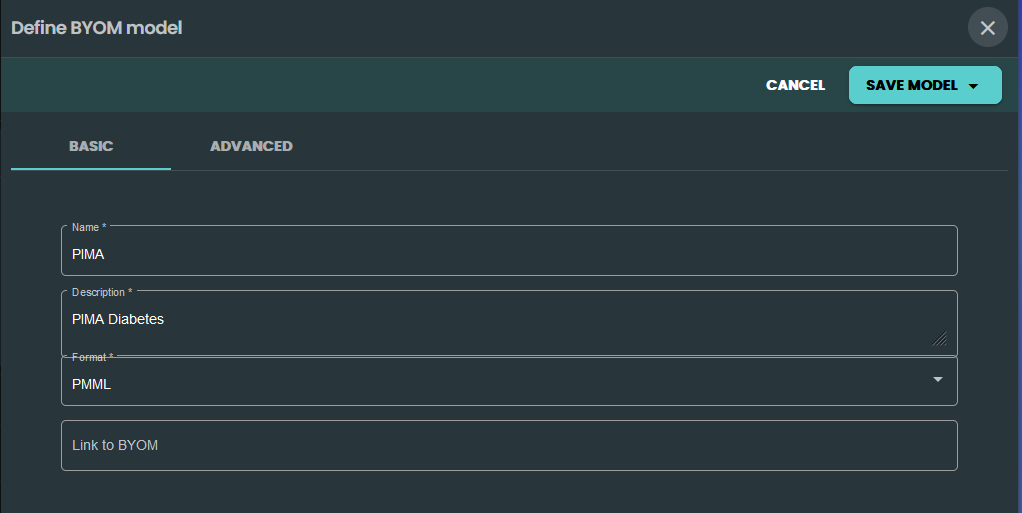 Define BYOM model
CANCEL
SAVE MODEL
BASIC
ADVANCED
Name *
PIMA
Description *
PIMA Diabetes
Format *
PMML
Link to BYOM